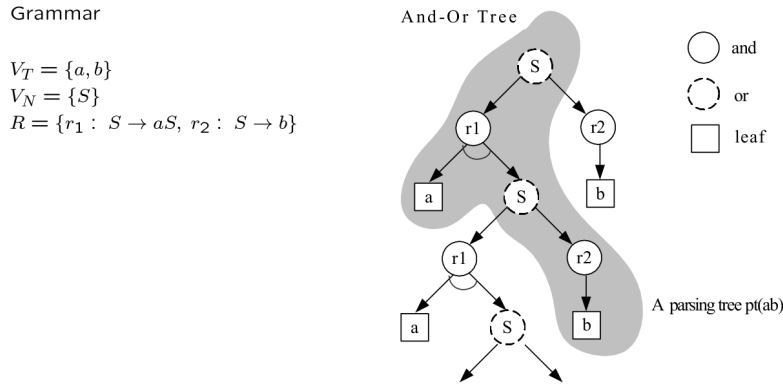 Grammar
V_T = {a, b}
V_N = {S}
R = {r_1 : S → aS, r_2 : S → b}
And-Or Tree
S
r1
r2
a
S
b
r1
r2
a
S
b
and
or
leaf
A parsing tree pt(ab)